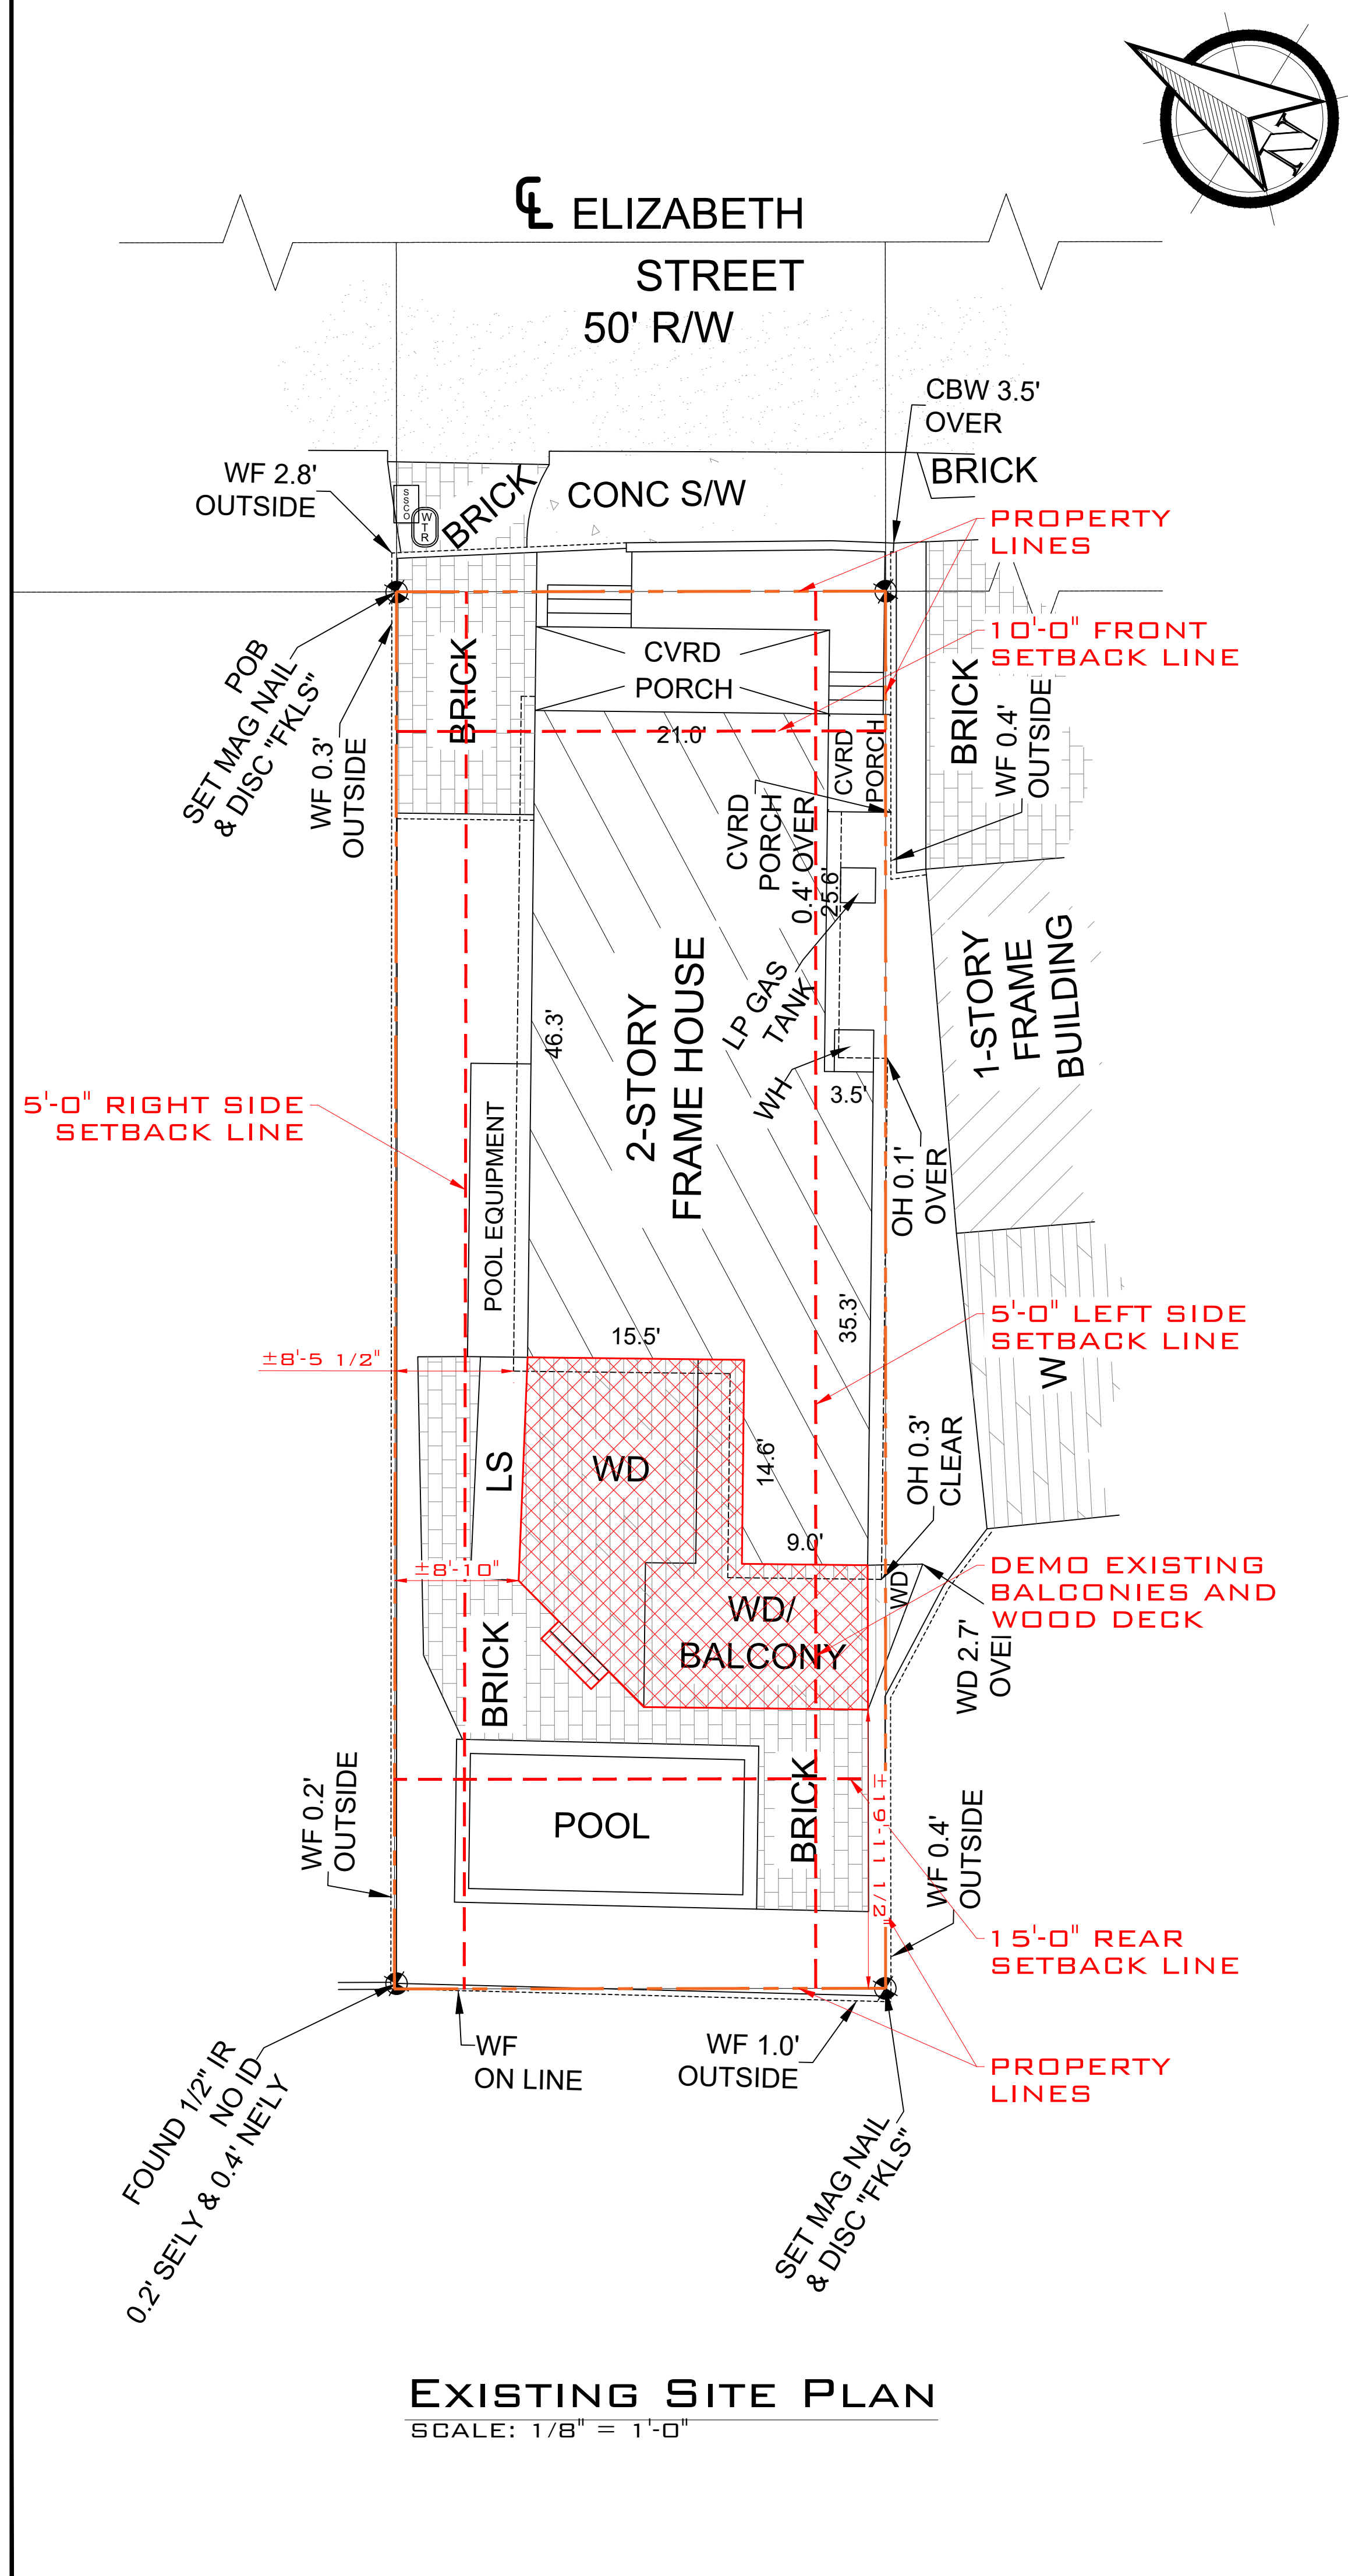 N
℄ ELIZABETH
STREET
50' R/W
CBW 3.5'
OVER
BRICK
WF 2.8'
OUTSIDE
SSCO
WTR
BRICK
CONC S/W
PROPERTY
LINES
POB
SET MAG NAIL
& DISC "FKLS"
WF 0.3'
OUTSIDE
BRICK
CVRD
PORCH
21.0'
CVRD
PORCH
10'-0" FRONT
SETBACK LINE
BRICK
WF 0.4'
OUTSIDE
CVRD
PORCH
0.4' OVER
25.6'
LP GAS
TANK
WH
3.5'
2-STORY
FRAME HOUSE
46.3'
1-STORY
FRAME
BUILDING
5'-0" RIGHT SIDE
SETBACK LINE
POOL EQUIPMENT
OH 0.1'
OVER
35.3'
5'-0" LEFT SIDE
SETBACK LINE
W
15.5'
±8'-5 1/2"
LS
WD
14.6'
OH 0.3'
CLEAR
9.0'
±8'-10"
DEMO EXISTING
BALCONIES AND
WOOD DECK
WD/
BALCONY
WD
WD 2.7'
BRICK
WF 0.2'
OUTSIDE
POOL
BRICK
±19'-11 1/2"
WF 0.4'
OUTSIDE
15'-0" REAR
SETBACK LINE
WF
ON LINE
WF 1.0'
OUTSIDE
PROPERTY
LINES
FOUND 1/2" IR
NO ID
0.2' SE'LY & 0.4' NE'LY
SET MAG NAIL
& DISC "FKLS"
EXISTING SITE PLAN
SCALE: 1/8" = 1'-0"